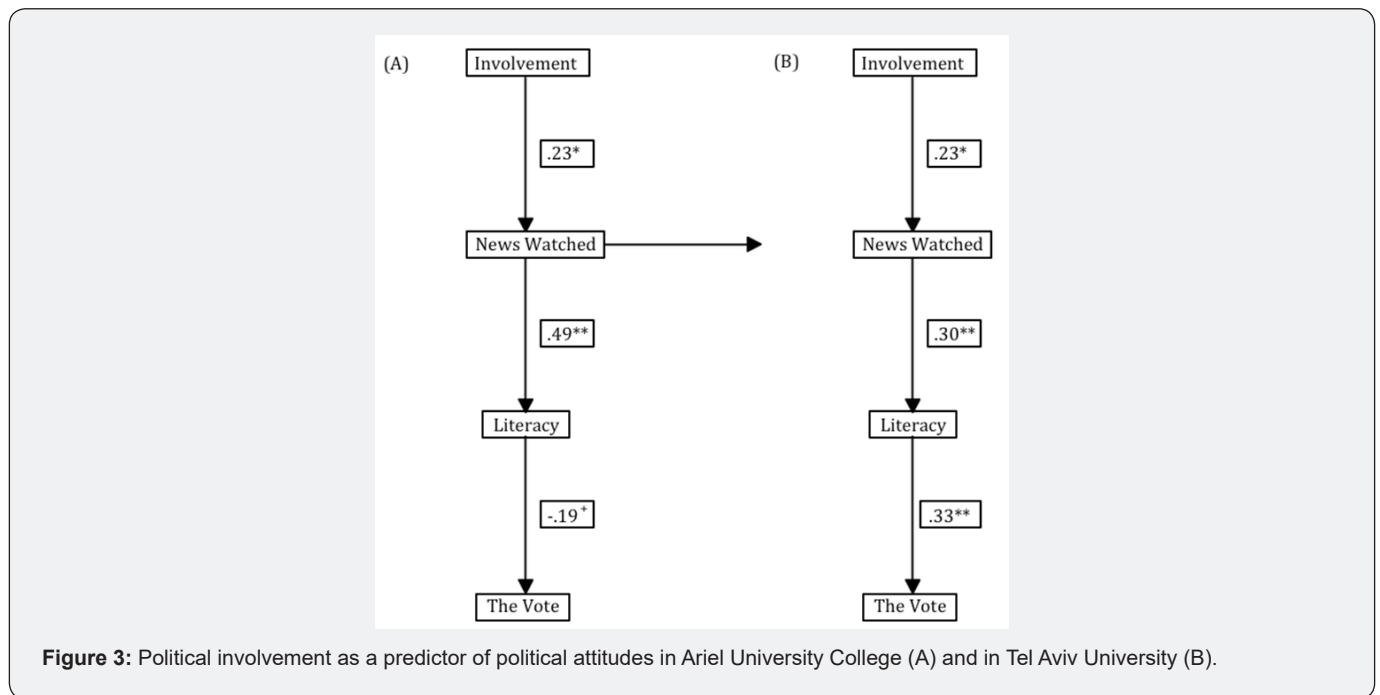 (A)
Involvement
.23*
News Watched
.49**
Literacy
-.19+
The Vote
(B)
Involvement
.23*
News Watched
.30**
Literacy
.33**
The Vote
Figure 3: Political involvement as a predictor of political attitudes in Ariel University College (A) and in Tel Aviv University (B).